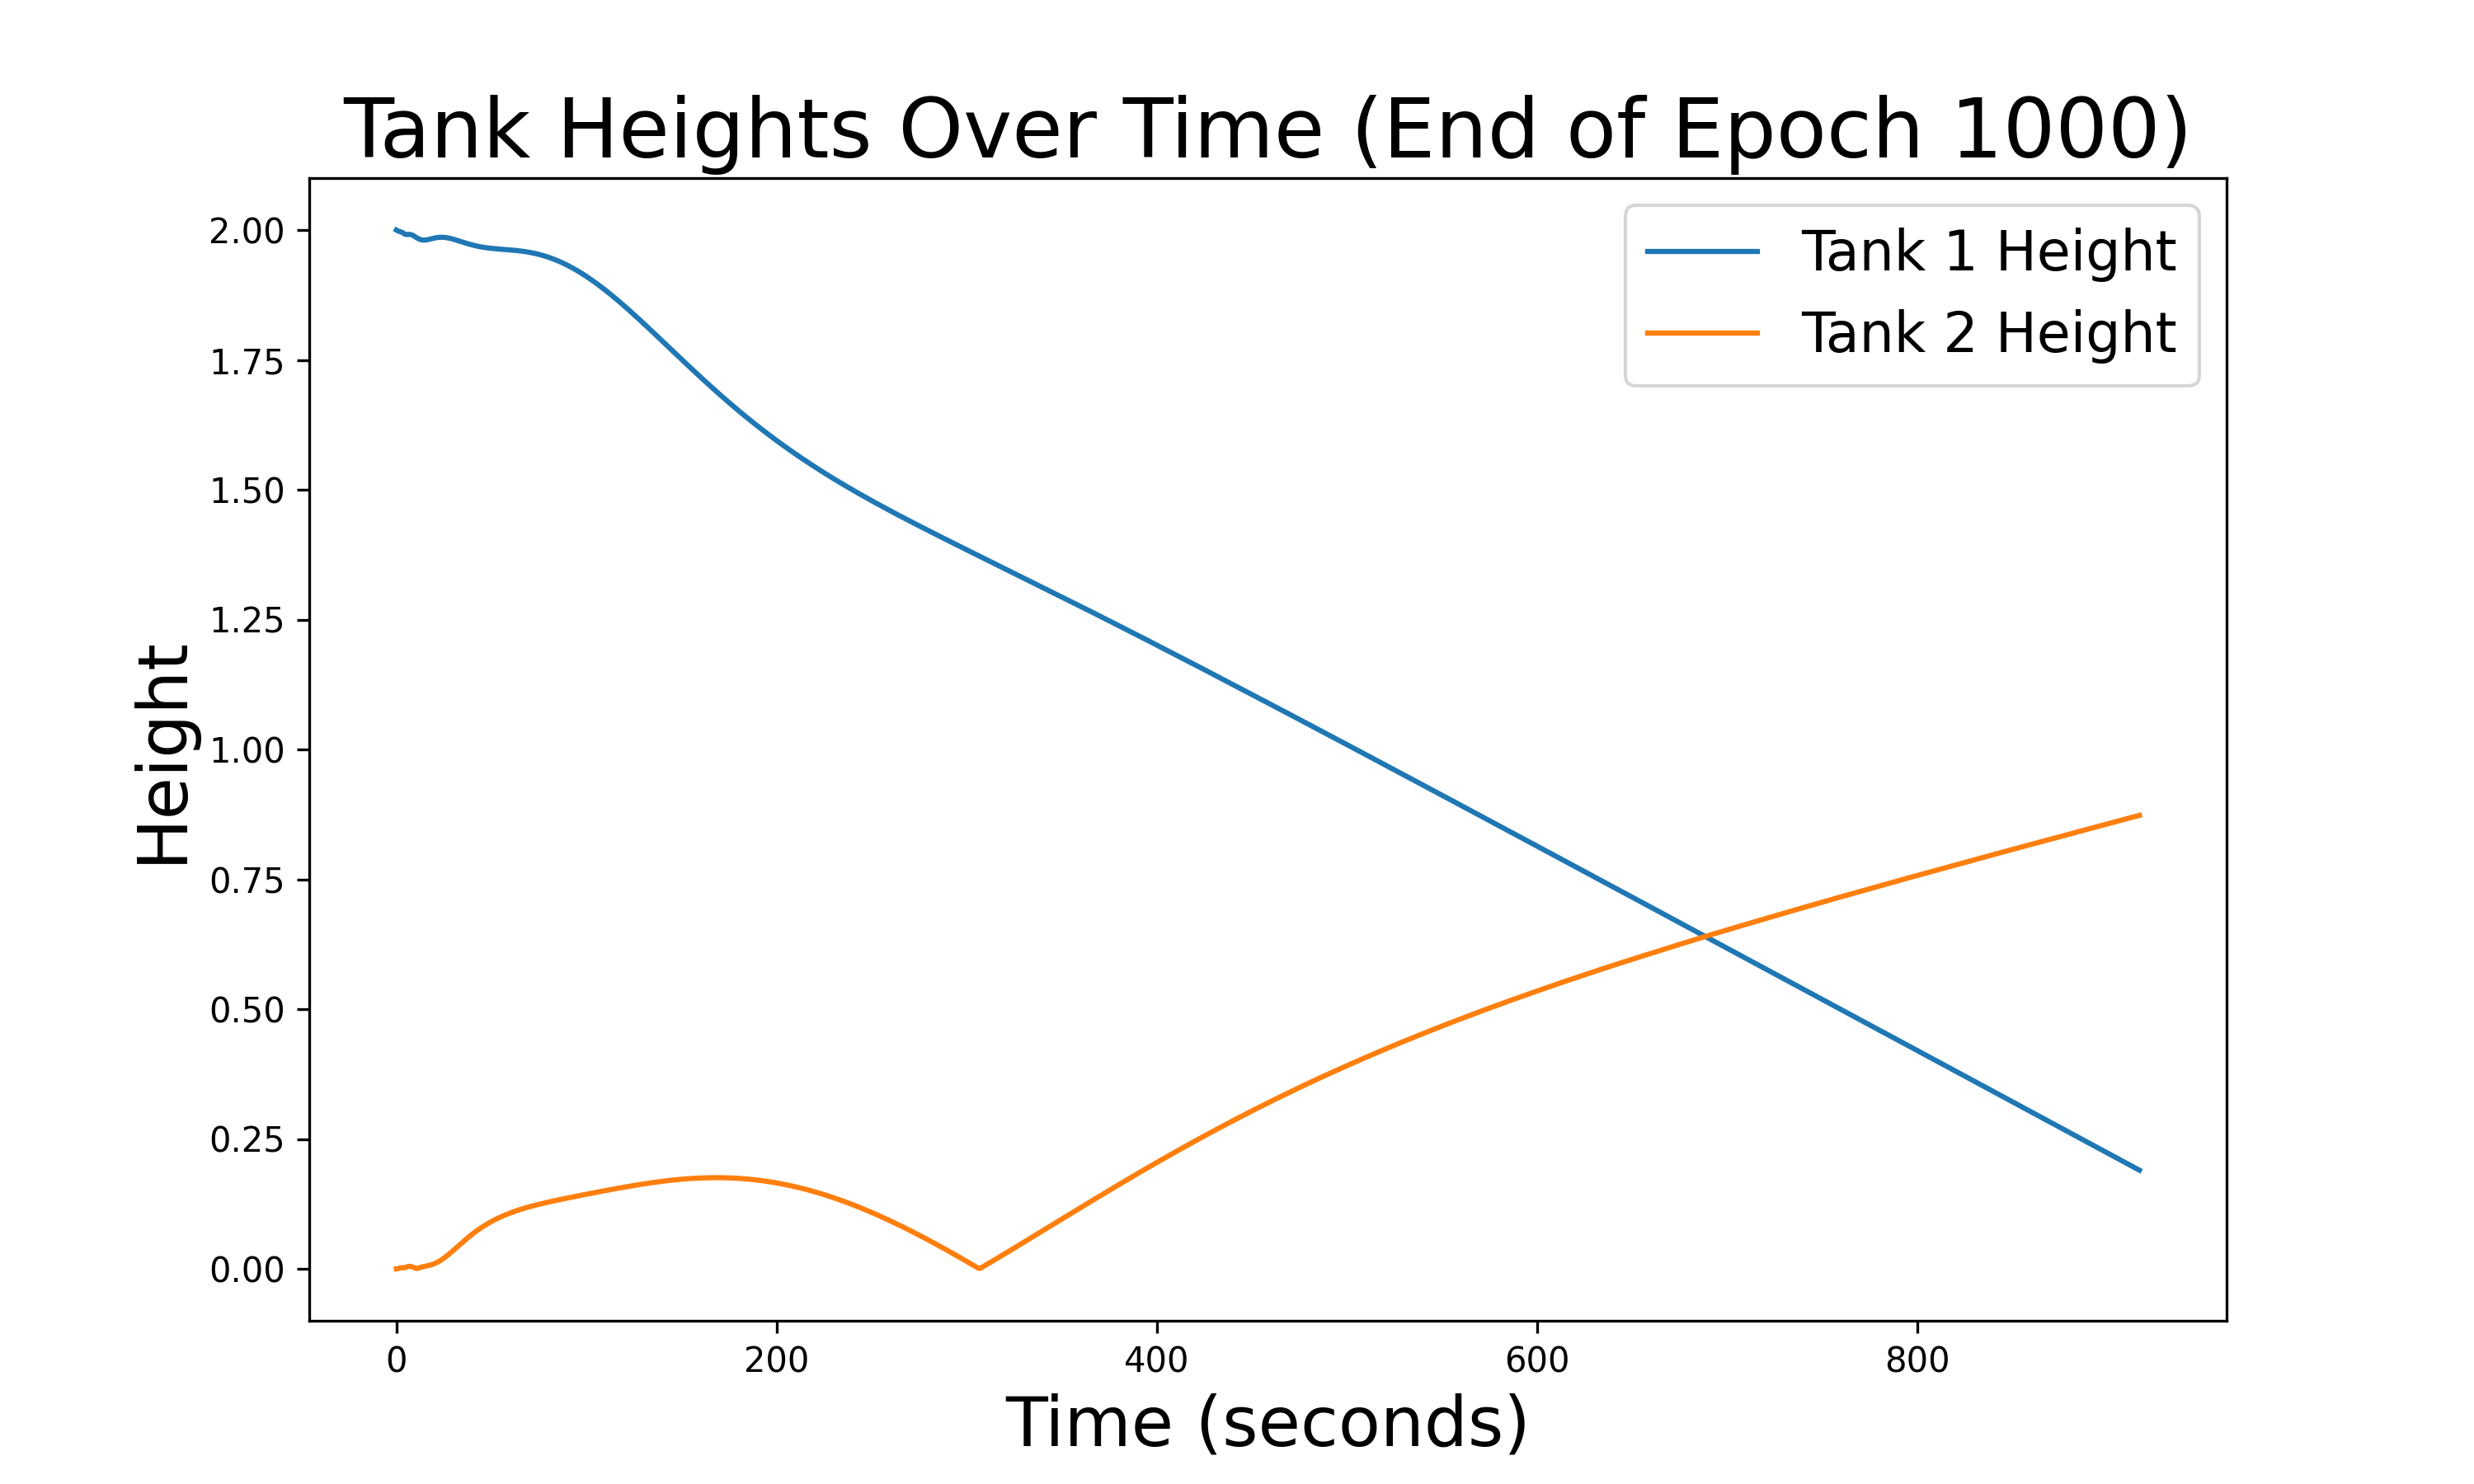 Tank Heights Over Time (End of Epoch 1000)
Tank 1 Height
Tank 2 Height
Height
2.00
1.75
1.50
1.25
1.00
0.75
0.50
0.25
0.00
0 200 400 600 800
Time (seconds)